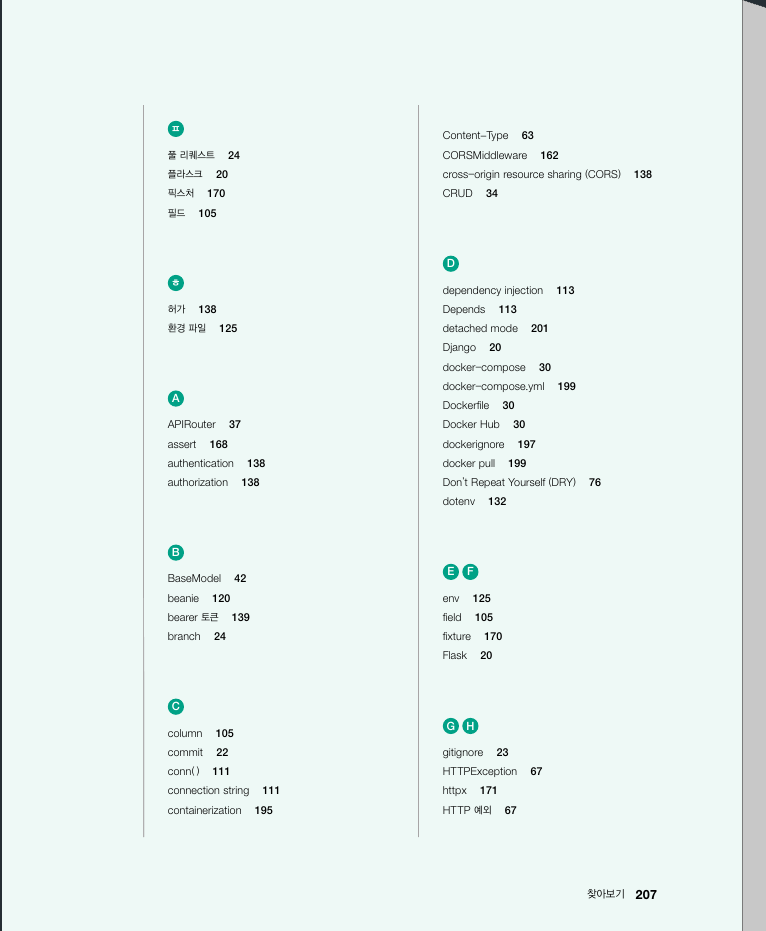 ㅍ
풀 리퀘스트 24
플라스크 20
픽스처 170
필드 105
ㅎ
허가 138
환경 파일 125
A
APIRouter 37
assert 168
authentication 138
authorization 138
B
BaseModel 42
beanie 120
bearer 토큰 139
branch 24
C
column 105
commit 22
conn() 111
connection string 111
containerization 195
Content-Type 63
CORSMiddleware 162
cross-origin resource sharing (CORS) 138
CRUD 34
D
dependency injection 113
Depends 113
detached mode 201
Django 20
docker-compose 30
docker-compose.yml 199
Dockerfile 30
Docker Hub 30
dockerignore 197
docker pull 199
Don't Repeat Yourself (DRY) 76
dotenv 132
E F
env 125
field 105
fixture 170
Flask 20
G H
gitignore 23
HTTPException 67
httpx 171
HTTP 예외 67
찾아보기 207